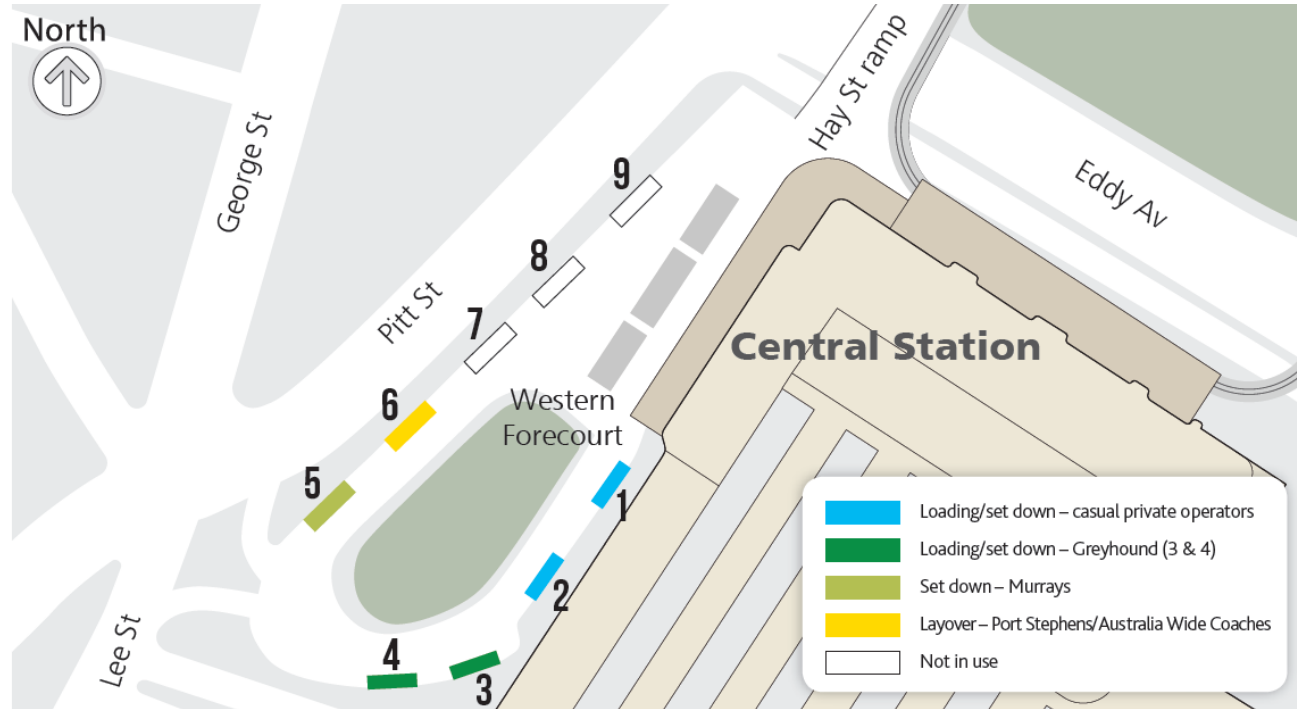 North
George St
Pitt St
Hay St ramp
Eddy Av
9
8
7
6
5
Western
Forecourt
Central Station
1
2
3
4
Lee St
Loading/set down – casual private operators
Loading/set down – Greyhound (3 & 4)
Set down – Murrays
Layover – Port Stephens/Australia Wide Coaches
Not in use